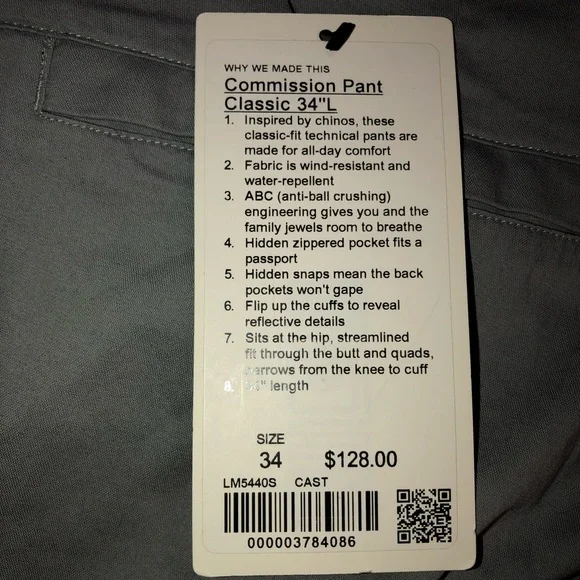 WHY WE MADE THIS
Commission Pant
Classic 34"L
1. Inspired by chinos, these
classic-fit technical pants are
made for all-day comfort
2. Fabric is wind-resistant and
water-repellent
3. ABC (anti-ball crushing)
engineering gives you and the
family jewels room to breathe
4. Hidden zippered pocket fits a
passport
5. Hidden snaps mean the back
pockets won't gape
6. Flip up the cuffs to reveal
reflective details
7. Sits at the hip, streamlined
fit through the butt and quads,
narrows from the knee to cuff
8. length
SIZE
34 $128.00
LM5440S CAST
000003784086